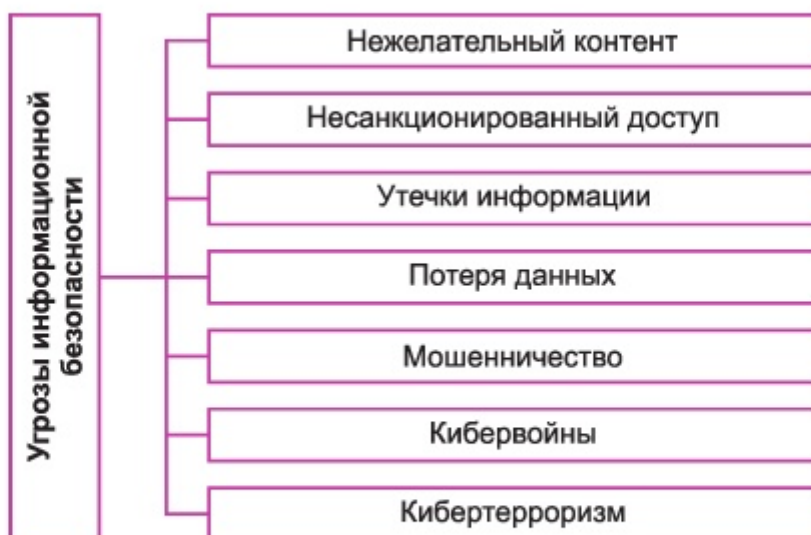 Угрозы информационной
безопасности
Нежелательный контент
Несанкционированный доступ
Утечки информации
Потеря данных
Мошенничество
Кибервойны
Кибертерроризм